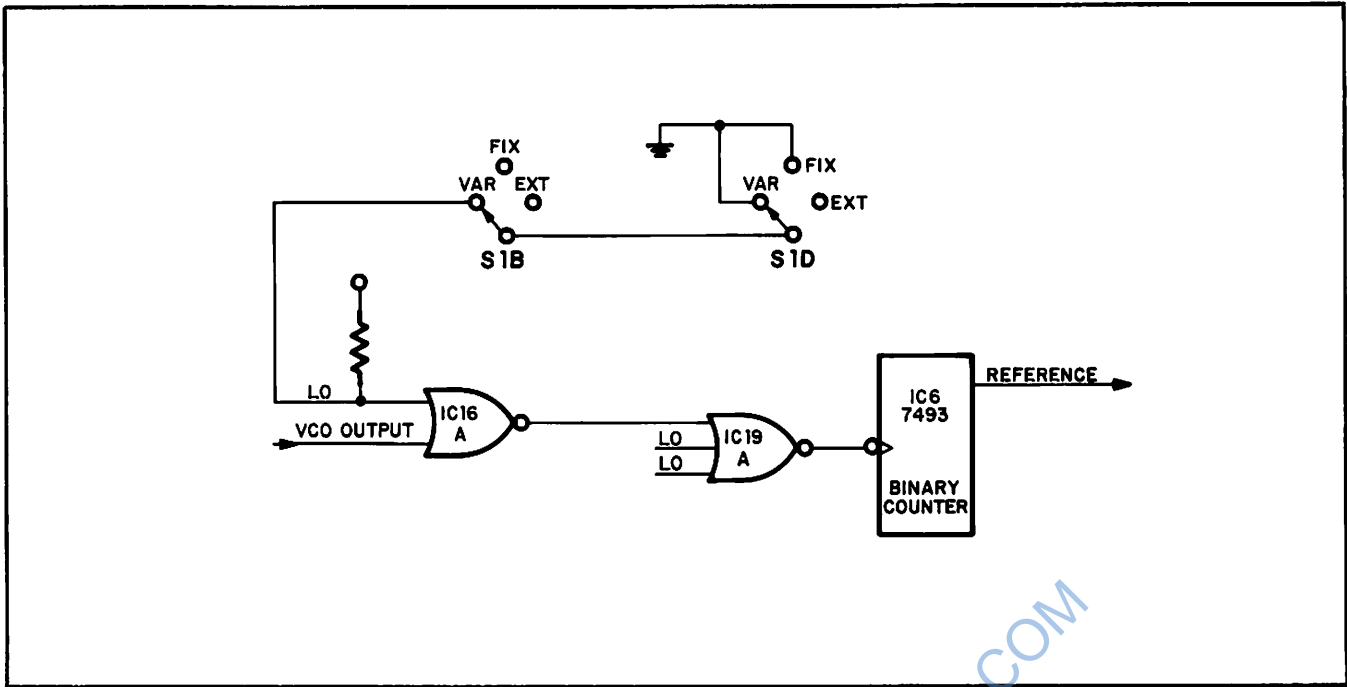 FIX
VAR EXT
S1B
FIX
VAR
EXT
S1D
LO
VCO OUTPUT
IC16
A
LO
LO
IC19
A
IC6
7493
BINARY
COUNTER
REFERENCE
COM